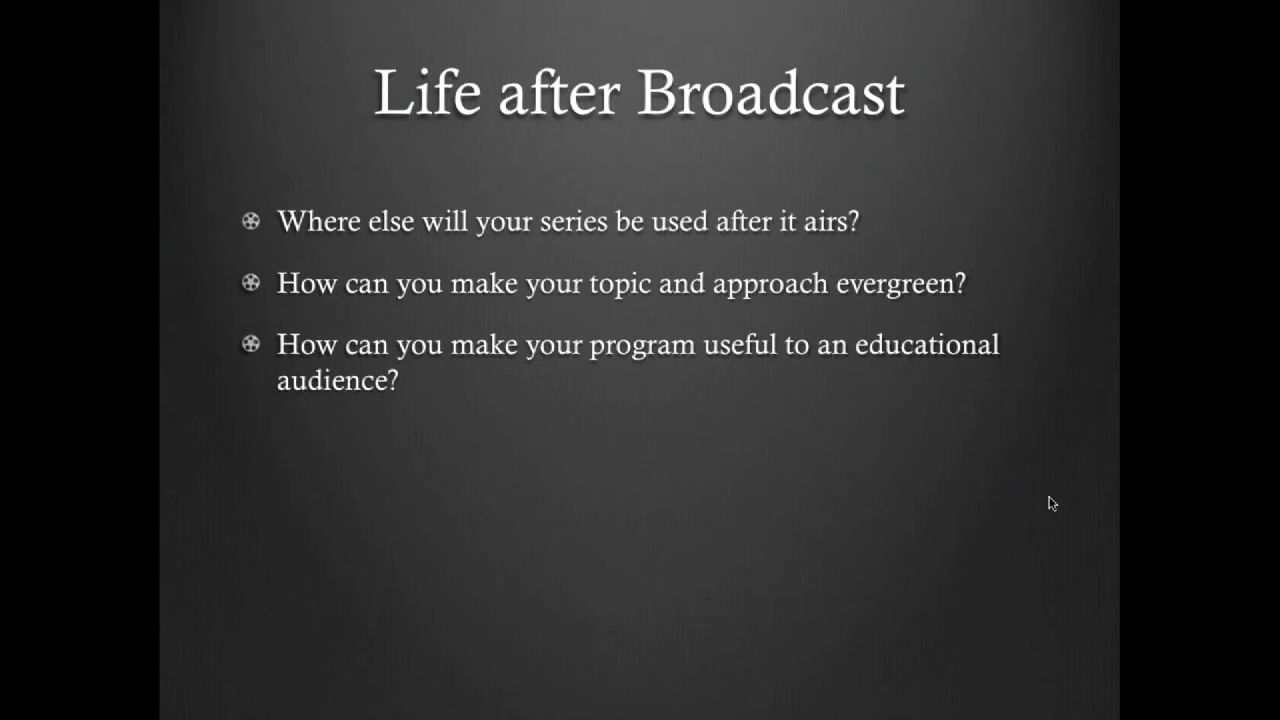 Life after Broadcast
Where else will your series be used after it airs?
How can you make your topic and approach evergreen?
How can you make your program useful to an educational
audience?